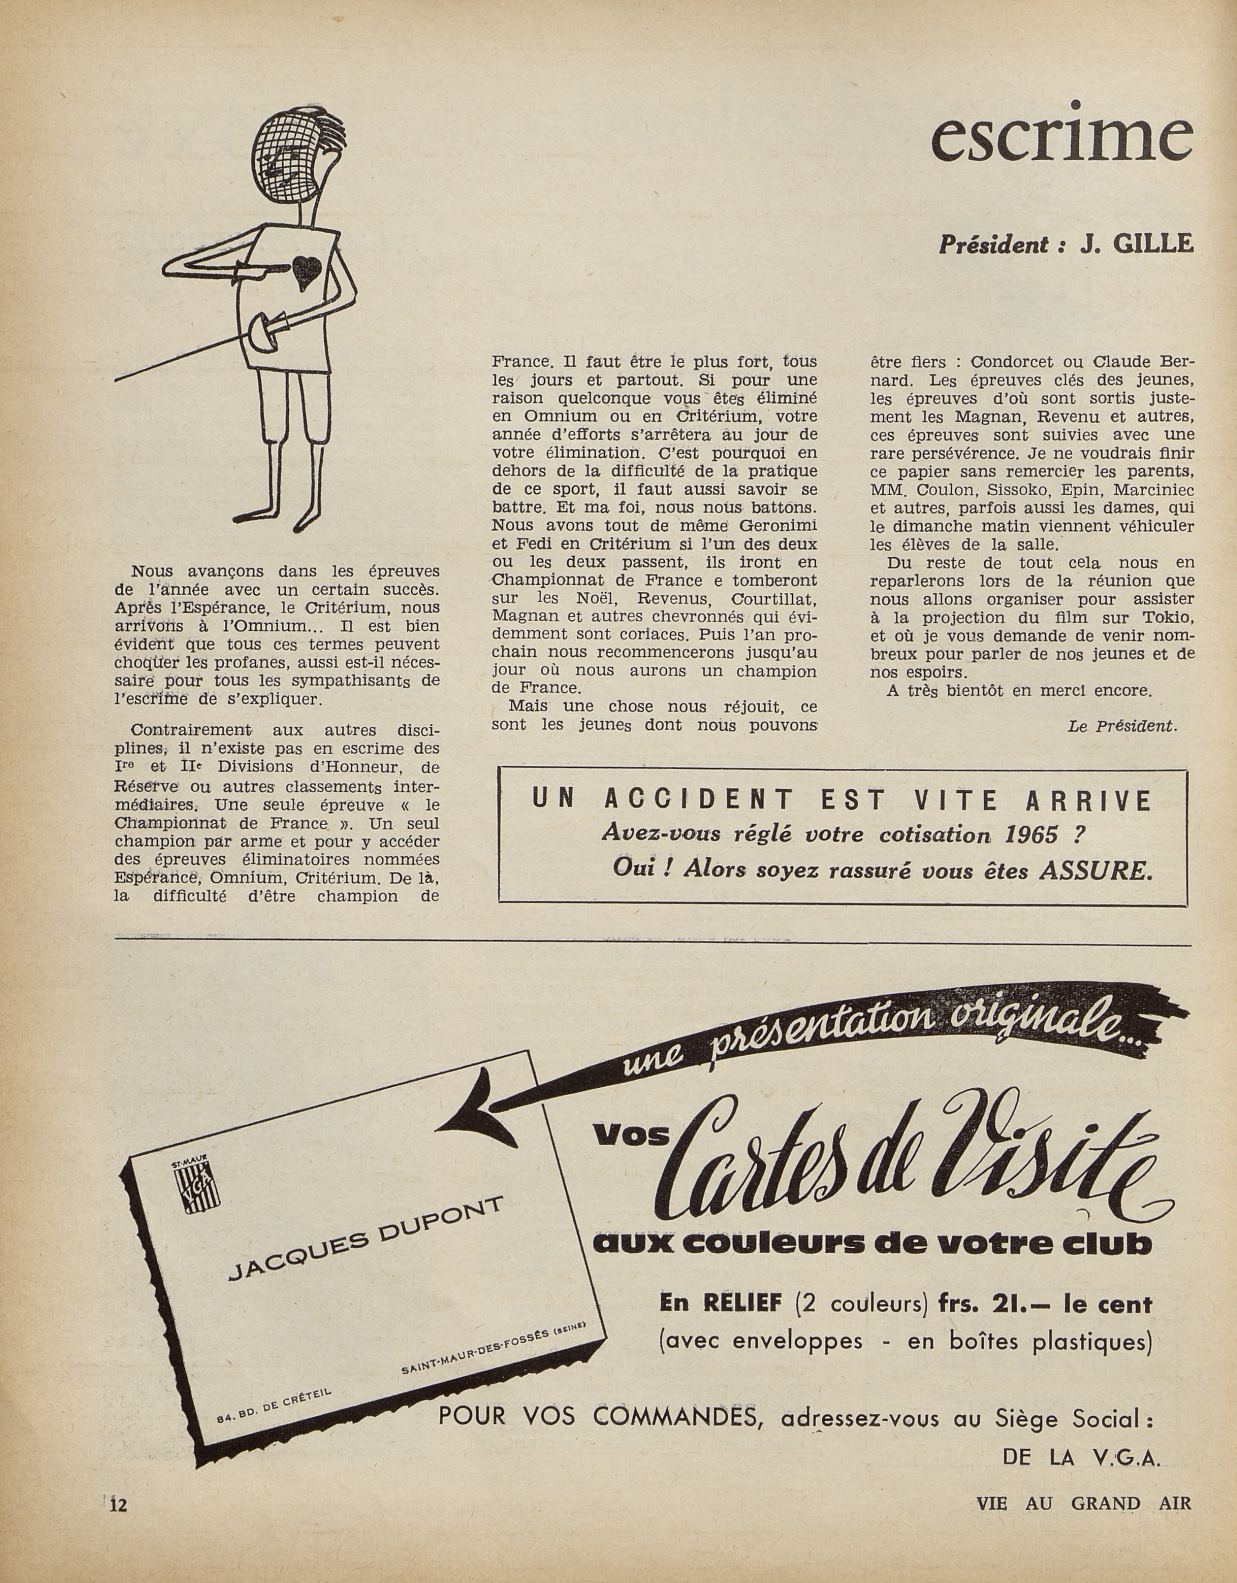 escrime
Président : J. GILLE
Nous avançons dans les épreuves
de l'année avec un certain succès.
Après l'Espérance, le Critérium, nous
arrivons à l'Omnium... Il est bien
évident que tous ces termes peuvent
choquer les profanes, aussi est-il néces-
saire pour tous les sympathisants de
l'escrime de s'expliquer.
Contrairement aux autres disci-
plines, il n'existe pas en escrime des
Ire et IIe Divisions d'Honneur, de
Réserve ou autres classements inter-
médiaires. Une seule épreuve « le
Championnat de France ». Un seul
champion par arme et pour y accéder
des épreuves éliminatoires nommées
Espérance, Omnium, Critérium. De là,
la difficulté d'être champion de
France. Il faut être le plus fort, tous
les jours et partout. Si pour une
raison quelconque vous êtes éliminé
en Omnium ou en Critérium, votre
année d'efforts s'arrêtera au jour de
votre élimination. C'est pourquoi en
dehors de la difficulté de la pratique
de ce sport, il faut aussi savoir se
battre. Et ma foi, nous nous battons.
Nous avons tout de même Geronimi
et Fedi en Critérium si l'un des deux
ou les deux passent, ils iront en
Championnat de France e tomberont
sur les Noël, Revenus, Courtillat,
Magnan et autres chevronnés qui évi-
demment sont coriaces. Puis l'an pro-
chain nous recommencerons jusqu'au
jour où nous aurons un champion
de France.
Mais une chose nous réjouit, ce
sont les jeunes dont nous pouvons
être fiers : Condorcet ou Claude Ber-
nard. Les épreuves clés des jeunes,
les épreuves d'où sont sortis juste-
ment les Magnan, Revenu et autres,
ces épreuves sont suivies avec une
rare persévérence. Je ne voudrais finir
ce papier sans remercier les parents,
MM. Coulon, Sissoko, Epin, Marciniec
et autres, parfois aussi les dames, qui
le dimanche matin viennent véhiculer
les élèves de la salle.
Du reste de tout cela nous en
reparlerons lors de la réunion que
nous allons organiser pour assister
à la projection du film sur Tokio,
et où je vous demande de venir nom-
breux pour parler de nos jeunes et de
nos espoirs.
A très bientôt en merci encore.
Le Président.
UN ACCIDENT EST VITE ARRIVE
Avez-vous réglé votre cotisation 1965 ?
Oui ! Alors soyez rassuré vous êtes ASSURE.
une présentation originale...
vos Cartes de Visite
aux couleurs de votre club
ST-MAUR
VGA
JACQUES DUPONT
84. BD. DE CRÉTEIL
SAINT-MAUR-DES-FOSSÉS (SEINE)
En RELIEF (2 couleurs) frs. 21.— le cent
(avec enveloppes - en boîtes plastiques)
POUR VOS COMMANDES, adressez-vous au Siège Social :
DE LA V.G.A.
12
VIE AU GRAND AIR